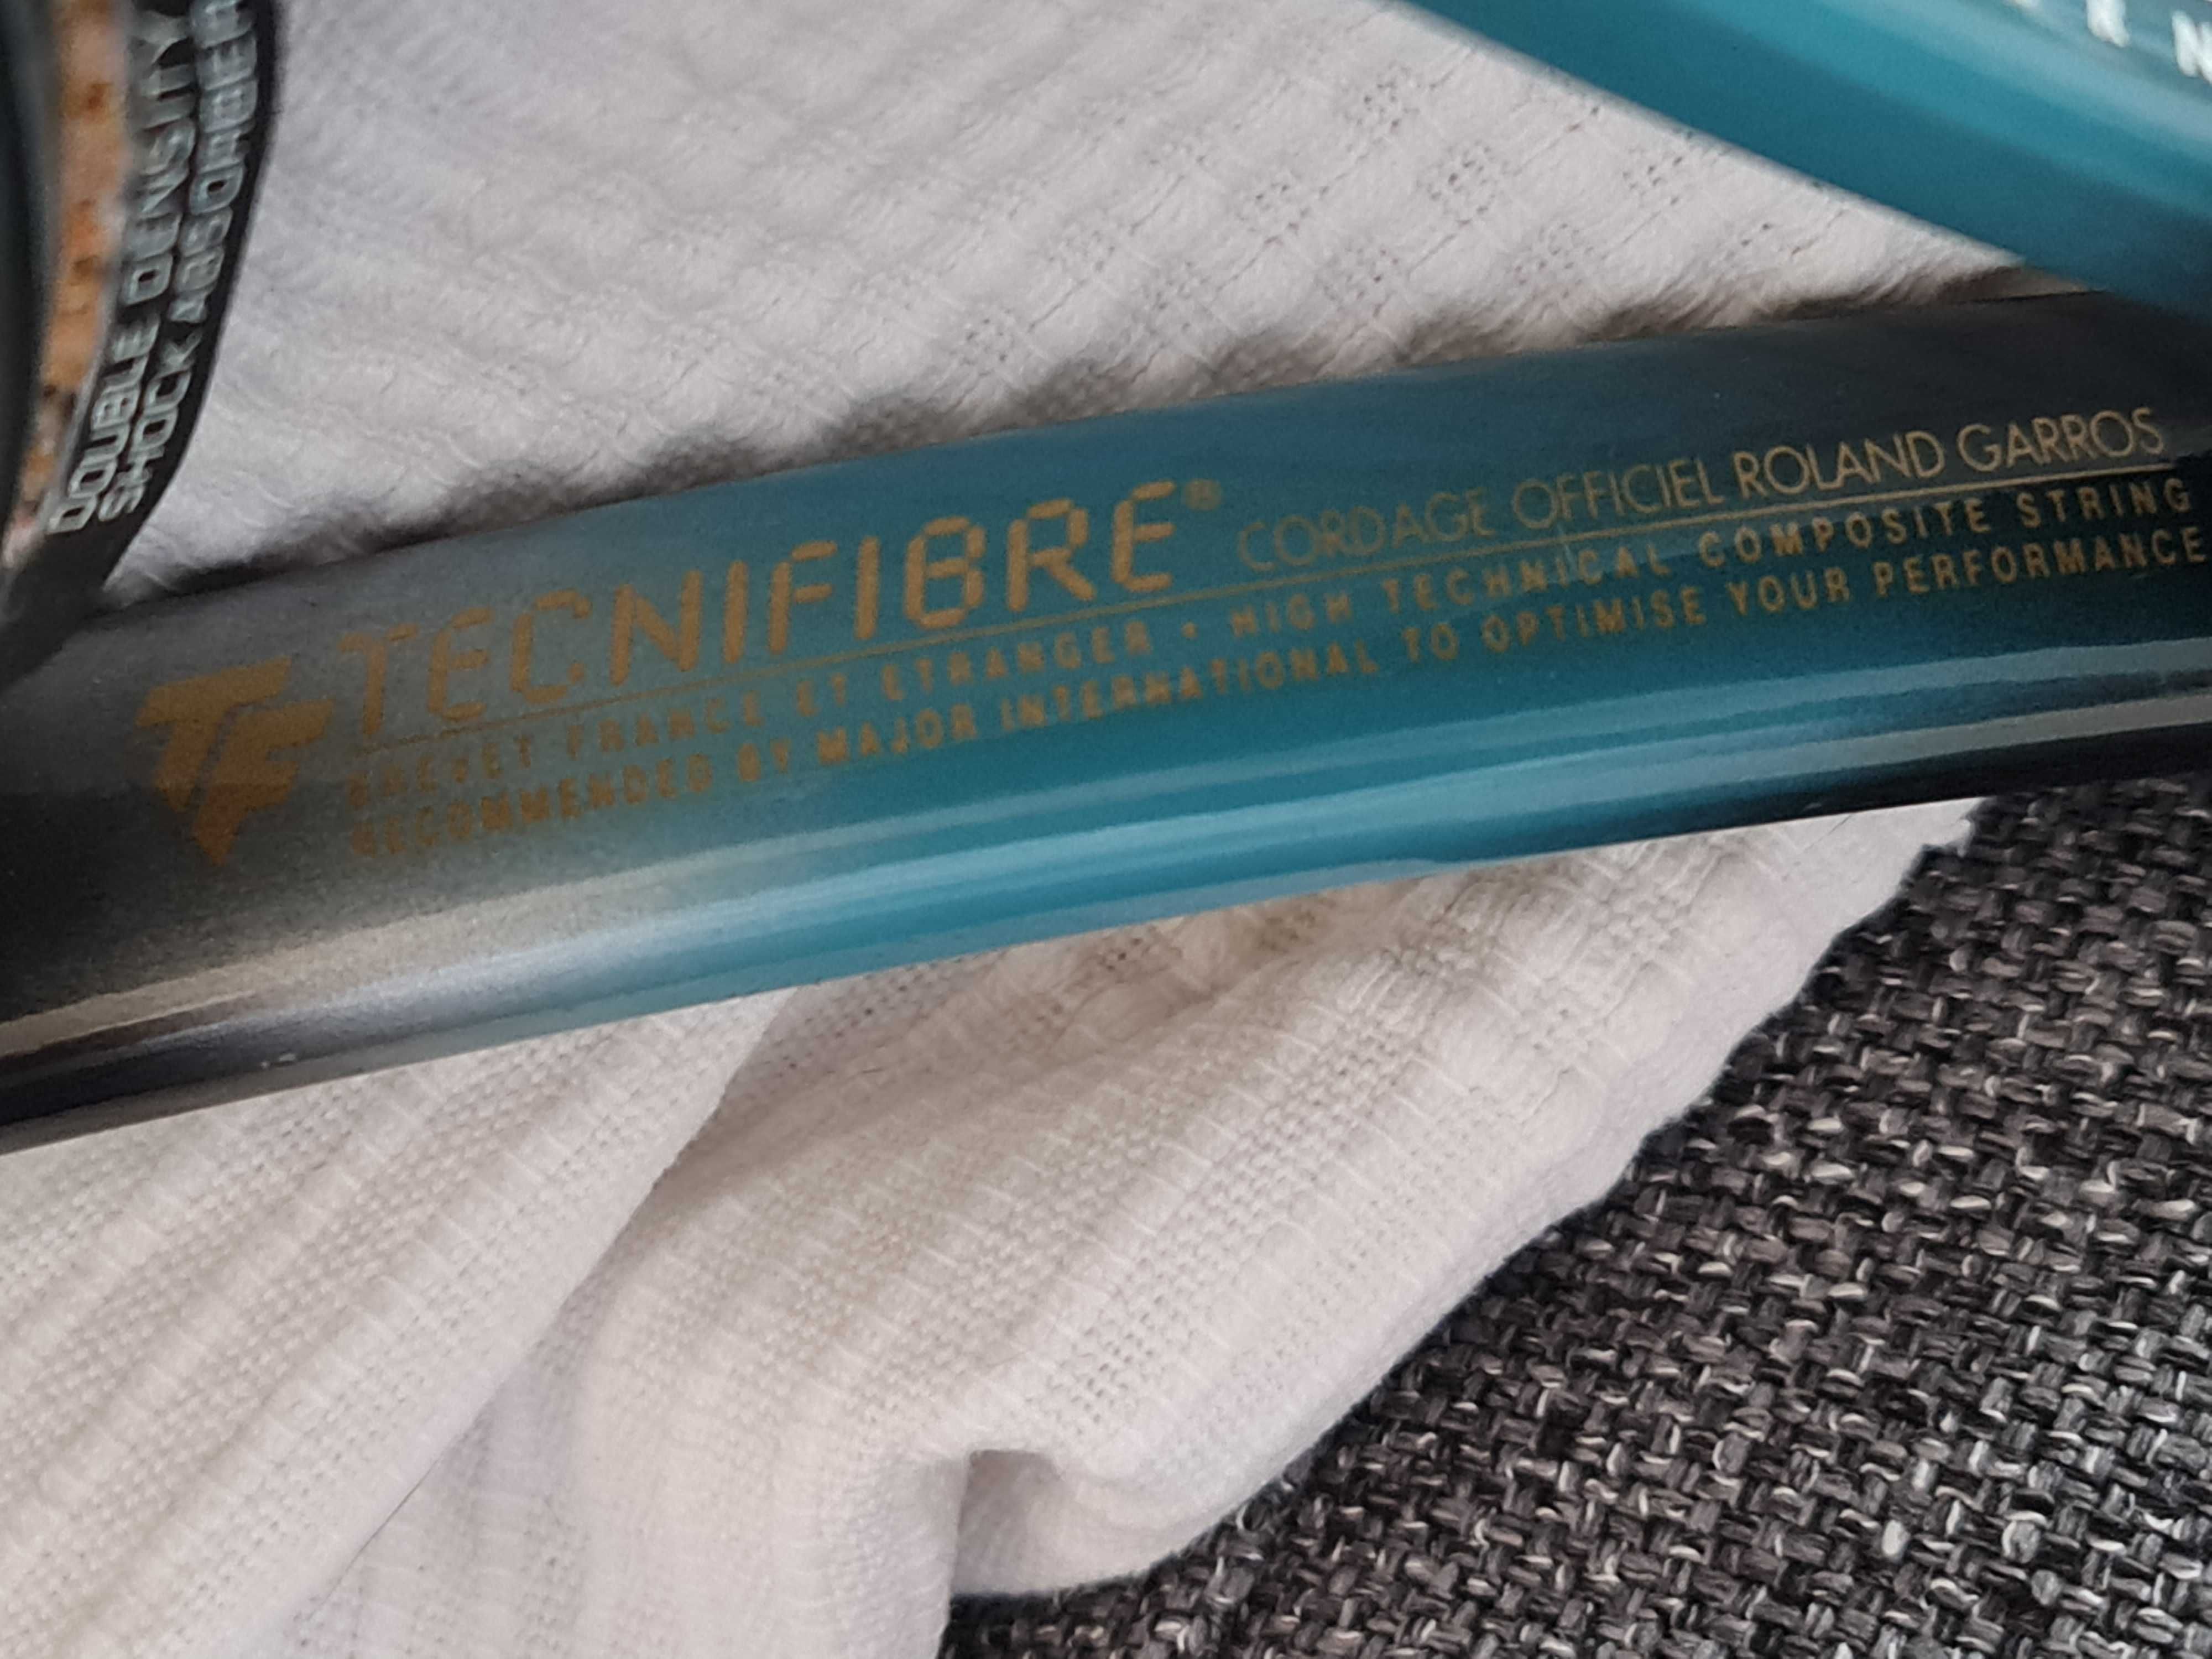 DOUBLE DENSITY
SHOCK ABSORBER
TF TECNIFIBRE® CORDAGE OFFICIEL ROLAND GARROS
BREVET FRANCE ET ETRANGER • HIGH TECHNICAL COMPOSITE STRING
RECOMMENDED BY MAJOR INTERNATIONAL TO OPTIMISE YOUR PERFORMANCE